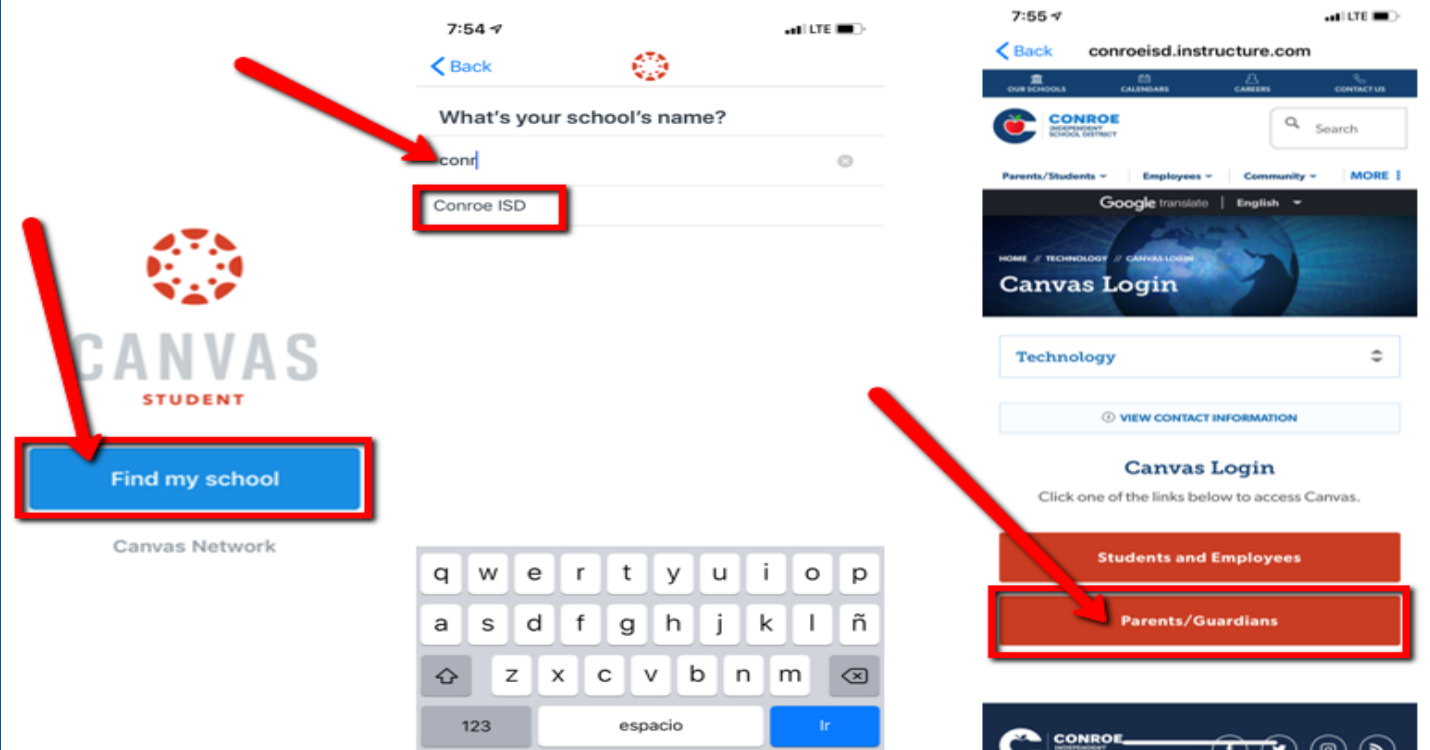 CANVAS
STUDENT
Find my school
Canvas Network
7:54
LTE
Back
What's your school's name?
conr
Conroe ISD
q w e r t y u i o p
a s d f g h j k l ñ
z x c v b n m
123 espacio Ir
7:55
LTE
Back conroeisd.instructure.com
OUR SCHOOLS CALENDARS CAREERS CONTACT US
CONROE
INDEPENDENT
SCHOOL DISTRICT
Search
Parents/Students Employees Community MORE
Google translate | English
HOME // TECHNOLOGY // CANVAS LOGIN
Canvas Login
Technology
VIEW CONTACT INFORMATION
Canvas Login
Click one of the links below to access Canvas.
Students and Employees
Parents/Guardians
CONROE
INDEPENDENT